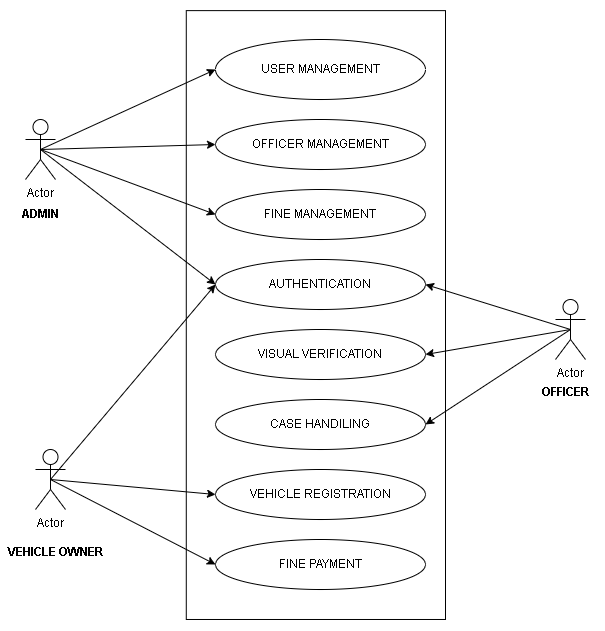 USER MANAGEMENT
OFFICER MANAGEMENT
Actor
ADMIN
FINE MANAGEMENT
AUTHENTICATION
VISUAL VERIFICATION
Actor
OFFICER
CASE HANDILING
VEHICLE REGISTRATION
Actor
VEHICLE OWNER
FINE PAYMENT